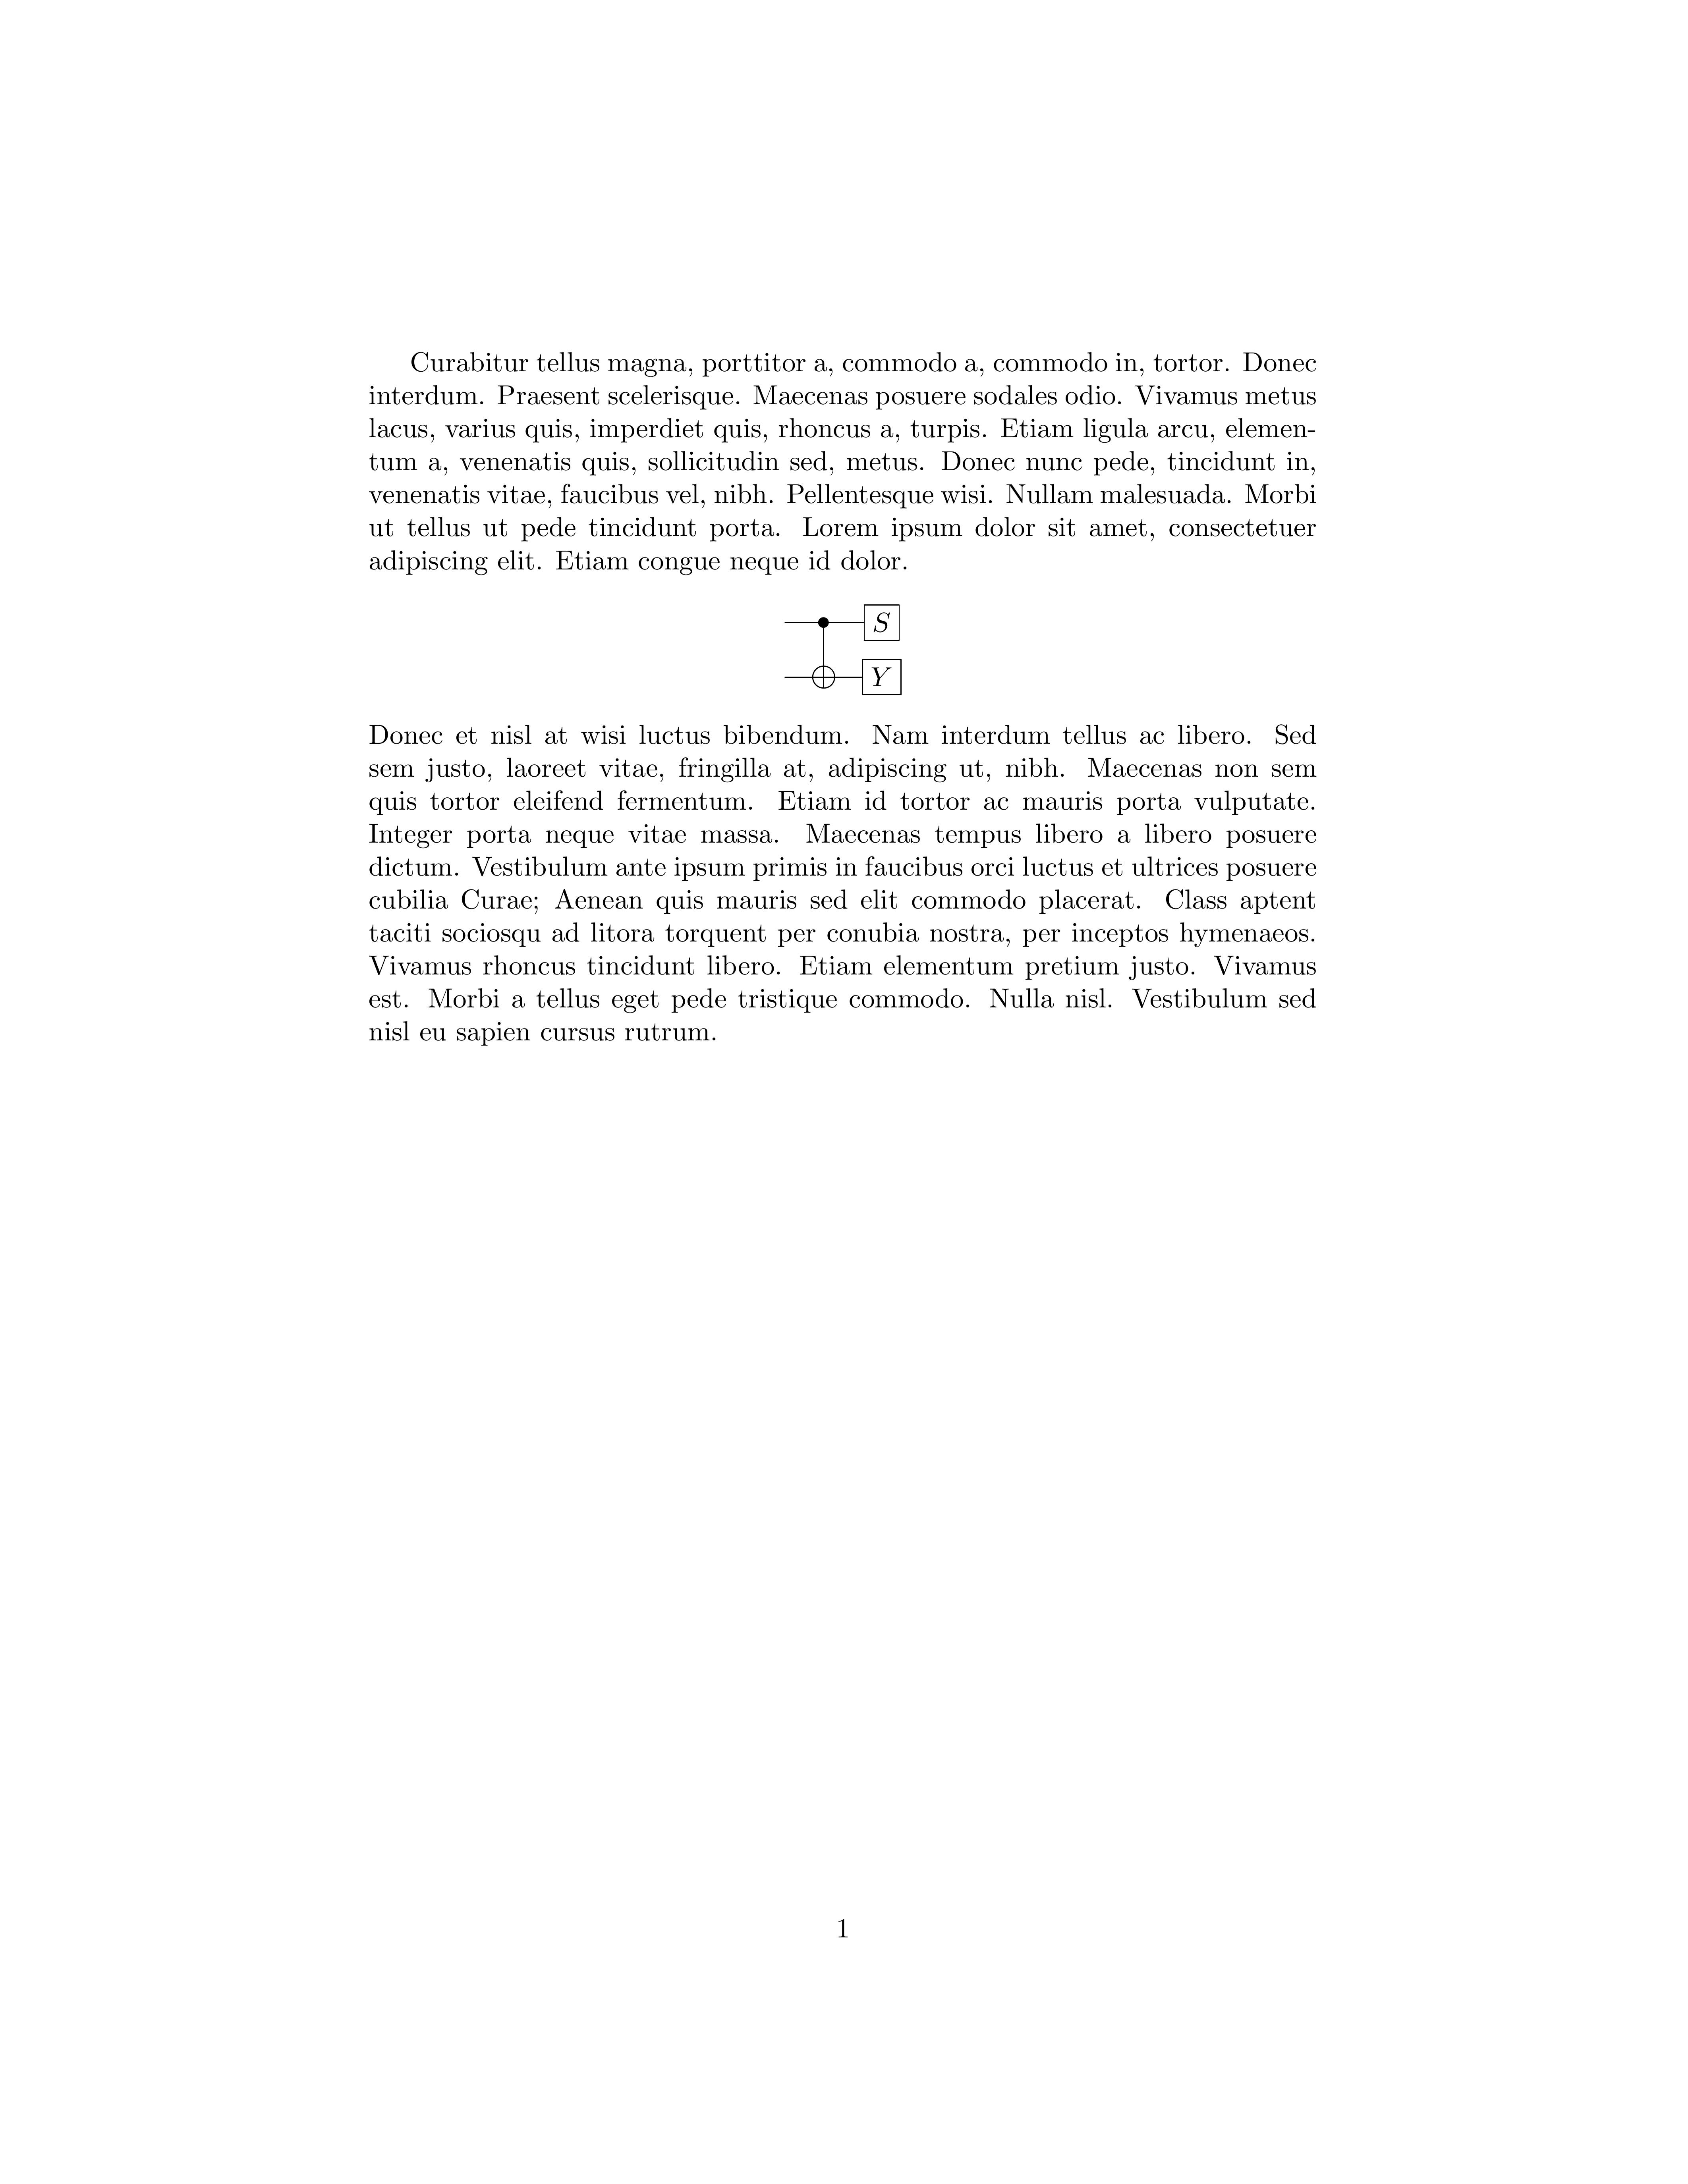 Curabitur tellus magna, porttitor a, commodo a, commodo in, tortor. Donec
interdum. Praesent scelerisque. Maecenas posuere sodales odio. Vivamus metus
lacus, varius quis, imperdiet quis, rhoncus a, turpis. Etiam ligula arcu, elemen-
tum a, venenatis quis, sollicitudin sed, metus. Donec nunc pede, tincidunt in,
venenatis vitae, faucibus vel, nibh. Pellentesque wisi. Nullam malesuada. Morbi
ut tellus ut pede tincidunt porta. Lorem ipsum dolor sit amet, consectetuer
adipiscing elit. Etiam congue neque id dolor.
S
Y
Donec et nisl at wisi luctus bibendum. Nam interdum tellus ac libero. Sed
sem justo, laoreet vitae, fringilla at, adipiscing ut, nibh. Maecenas non sem
quis tortor eleifend fermentum. Etiam id tortor ac mauris porta vulputate.
Integer porta neque vitae massa. Maecenas tempus libero a libero posuere
dictum. Vestibulum ante ipsum primis in faucibus orci luctus et ultrices posuere
cubilia Curae; Aenean quis mauris sed elit commodo placerat. Class aptent
taciti sociosqu ad litora torquent per conubia nostra, per inceptos hymenaeos.
Vivamus rhoncus tincidunt libero. Etiam elementum pretium justo. Vivamus
est. Morbi a tellus eget pede tristique commodo. Nulla nisl. Vestibulum sed
nisl eu sapien cursus rutrum.
1